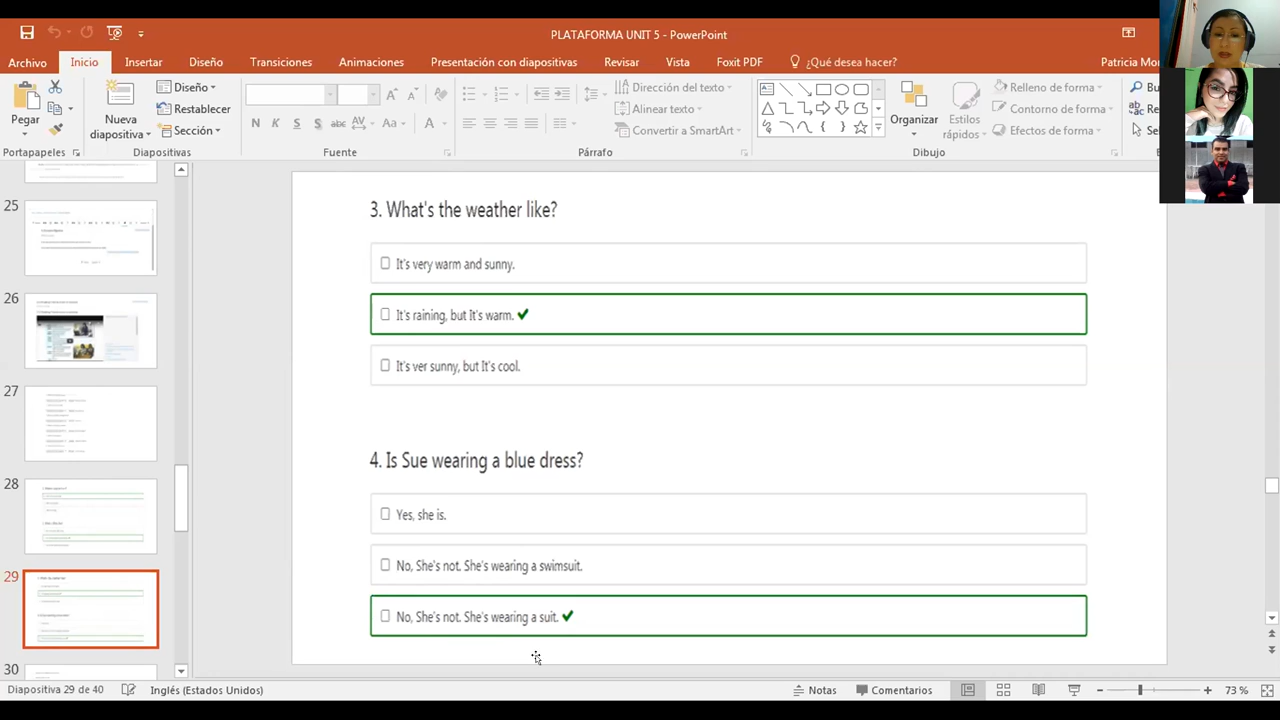 PLATAFORMA UNIT 5 - PowerPoint
Archivo Inicio Insertar Diseño Transiciones Animaciones Presentación con diapositivas Revisar Vista Foxit PDF ¿Qué desea hacer? Patricia
Pegar
Nueva diapositiva
Diseño
Restablecer
Sección
N K S S abc AV Aa A
Dirección del texto
Alinear texto
Convertir a SmartArt
Organizar
Estilos rápidos
Relleno de forma
Contorno de forma
Efectos de forma
Portapapeles Diapositivas Fuente Párrafo Dibujo
25
26
27
28
29
30
3. What's the weather like?
It's very warm and sunny.
It's raining, but It's warm.
It's ver sunny, but It's cool.
4. Is Sue wearing a blue dress?
Yes, she is.
No, She's not. She's wearing a swimsuit.
No, She's not. She's wearing a suit.
Diapositiva 29 de 40 Inglés (Estados Unidos) Notas Comentarios 73 %